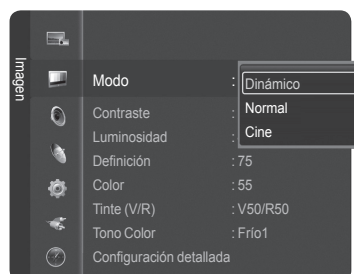 Imagen
Modo : Dinámico
Contraste : Normal
Luminosidad : Cine
Definición : 75
Color : 55
Tinte (V/R) : V50/R50
Tono Color : Frío1
Configuración detallada